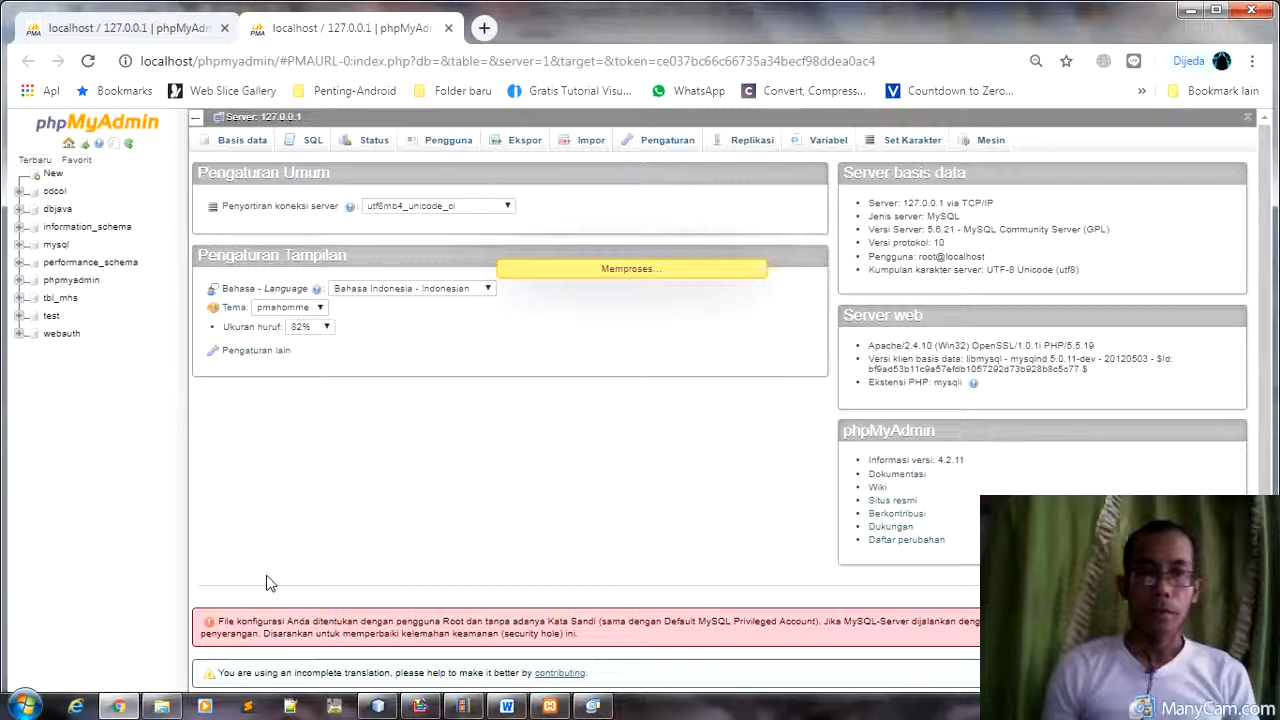 localhost / 127.0.0.1 | phpMyAdm
localhost / 127.0.0.1 | phpMyAdm
localhost/phpmyadmin/#PMAURL-0:index.php?db=&table=&server=1&target=&token=ce037bc66c66735a34becf98ddea0ac4
Dijeda
Apl
Bookmarks
Web Slice Gallery
Penting-Android
Folder baru
Gratis Tutorial Visu...
WhatsApp
Convert, Compress...
Countdown to Zero...
»
Bookmark lain
phpMyAdmin
Terbaru Favorit
New
cdcol
dbjava
information_schema
mysql
performance_schema
phpmyadmin
tbl_mhs
test
webauth
Server: 127.0.0.1
Basis data
SQL
Status
Pengguna
Ekspor
Impor
Pengaturan
Replikasi
Variabel
Set Karakter
Mesin
Pengaturan Umum
Penyortiran koneksi server : utf8mb4_unicode_ci
Pengaturan Tampilan
Memproses...
Bahasa - Language : Bahasa Indonesia - Indonesian
Tema: pmahomme
• Ukuran huruf: 82%
Pengaturan lain
Server basis data
• Server: 127.0.0.1 via TCP/IP
• Jenis server: MySQL
• Versi Server: 5.6.21 - MySQL Community Server (GPL)
• Versi protokol: 10
• Pengguna: root@localhost
• Kumpulan karakter server: UTF-8 Unicode (utf8)
Server web
• Apache/2.4.10 (Win32) OpenSSL/1.0.1i PHP/5.5.19
• Versi klien basis data: libmysql - mysqlnd 5.0.11-dev - 20120503 - $Id:
bf9ad53b11c9a57efdb1057292d73b928b8c5c77 $
• Ekstensi PHP: mysqli
phpMyAdmin
• Informasi versi: 4.2.11
• Dokumentasi
• Wiki
• Situs resmi
• Berkontribusi
• Dukungan
• Daftar perubahan
File konfigurasi Anda ditentukan dengan pengguna Root dan tanpa adanya Kata Sandi (sama dengan Default MySQL Privileged Account). Jika MySQL-Server dijalankan deng
penyerangan. Disarankan untuk memperbaiki kelemahan keamanan (security hole) ini.
You are using an incomplete translation, please help to make it better by contributing.
ManyCam.com